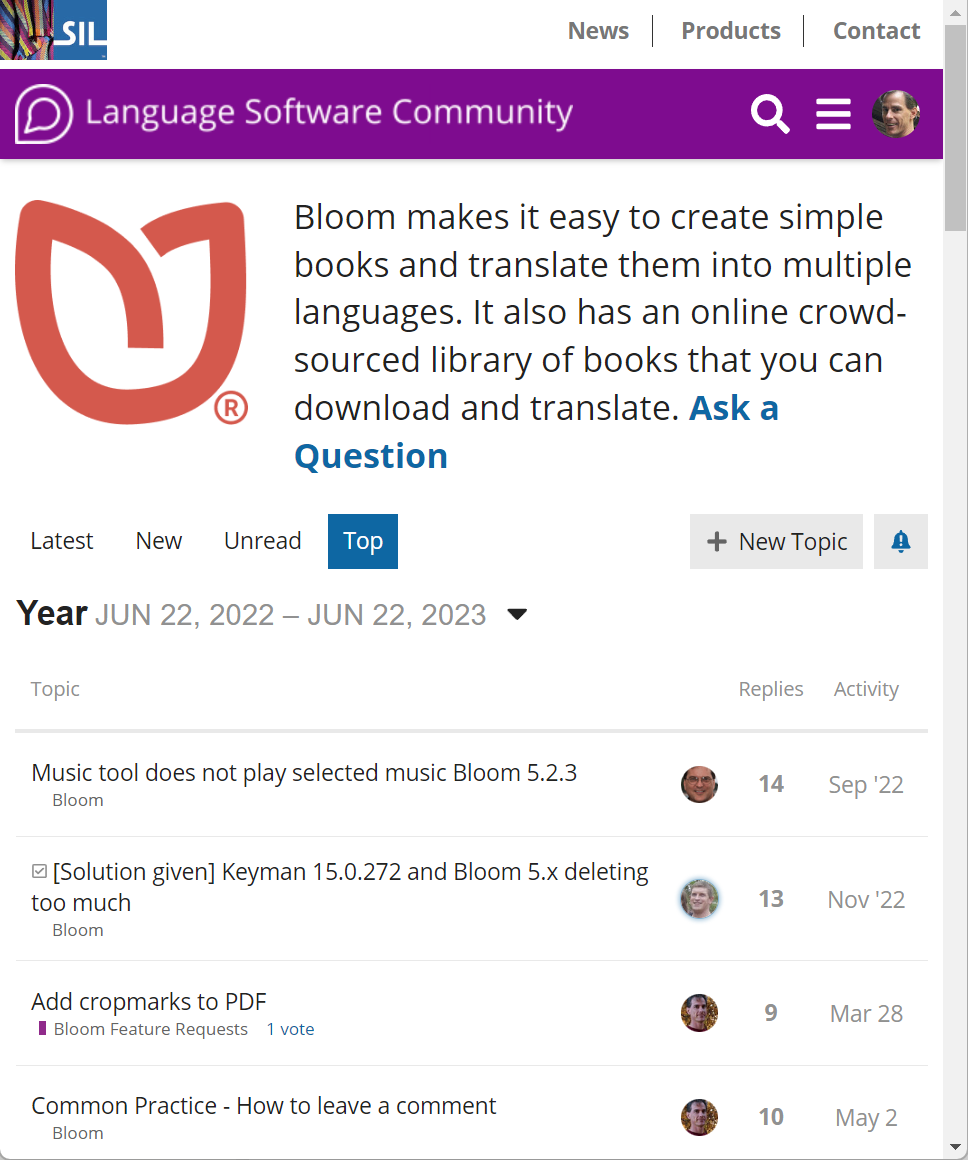 SIL
News
Products
Contact
Language Software Community
Bloom makes it easy to create simple
books and translate them into multiple
languages. It also has an online crowd-
sourced library of books that you can
download and translate. Ask a
Question
®
Latest
New
Unread
Top
New Topic
Year JUN 22, 2022 – JUN 22, 2023
Topic
Replies
Activity
Music tool does not play selected music Bloom 5.2.3
Bloom
14
Sep '22
[Solution given] Keyman 15.0.272 and Bloom 5.x deleting
too much
Bloom
13
Nov '22
Add cropmarks to PDF
Bloom Feature Requests 1 vote
9
Mar 28
Common Practice - How to leave a comment
Bloom
10
May 2